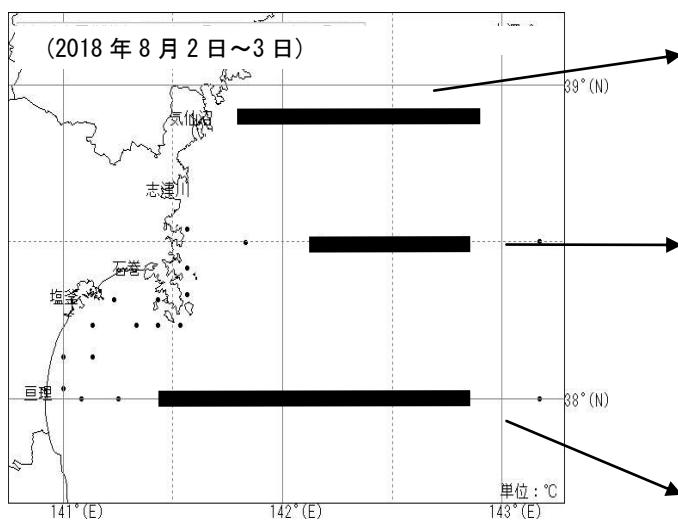 (2018 年 8 月 2 日～3 日)
39°(N)
気仙沼
志津川
石巻
塩釜
亘理
38°(N)
単位：℃
141°(E)
142°(E)
143°(E)